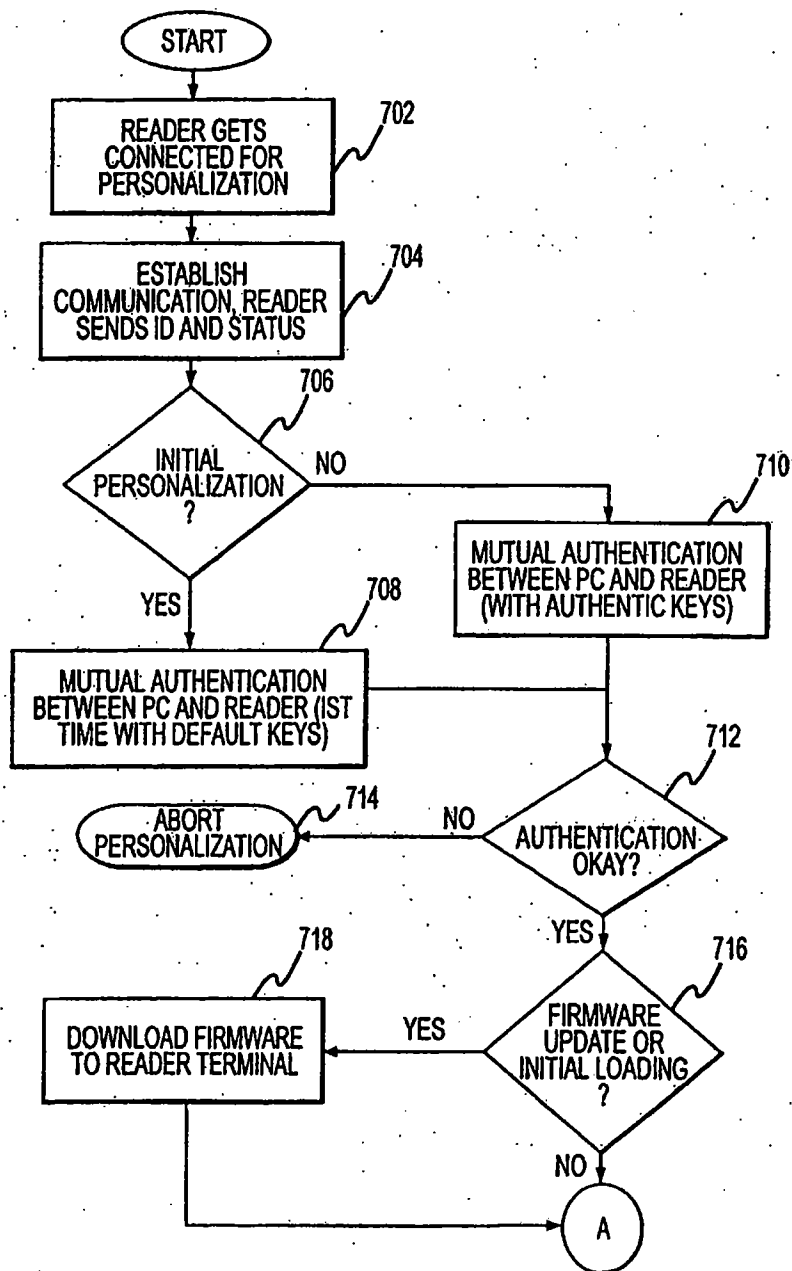 START
702
READER GETS
CONNECTED FOR
PERSONALIZATION
704
ESTABLISH
COMMUNICATION, READER
SENDS ID AND STATUS
706
INITIAL
PERSONALIZATION
?
NO
710
MUTUAL AUTHENTICATION
BETWEEN PC AND READER
(WITH AUTHENTIC KEYS)
YES
708
MUTUAL AUTHENTICATION
BETWEEN PC AND READER (IST
TIME WITH DEFAULT KEYS)
712
AUTHENTICATION
OKAY?
NO
714
ABORT
PERSONALIZATION
YES
716
FIRMWARE
UPDATE OR
INITIAL LOADING
?
YES
718
DOWNLOAD FIRMWARE
TO READER TERMINAL
NO
A